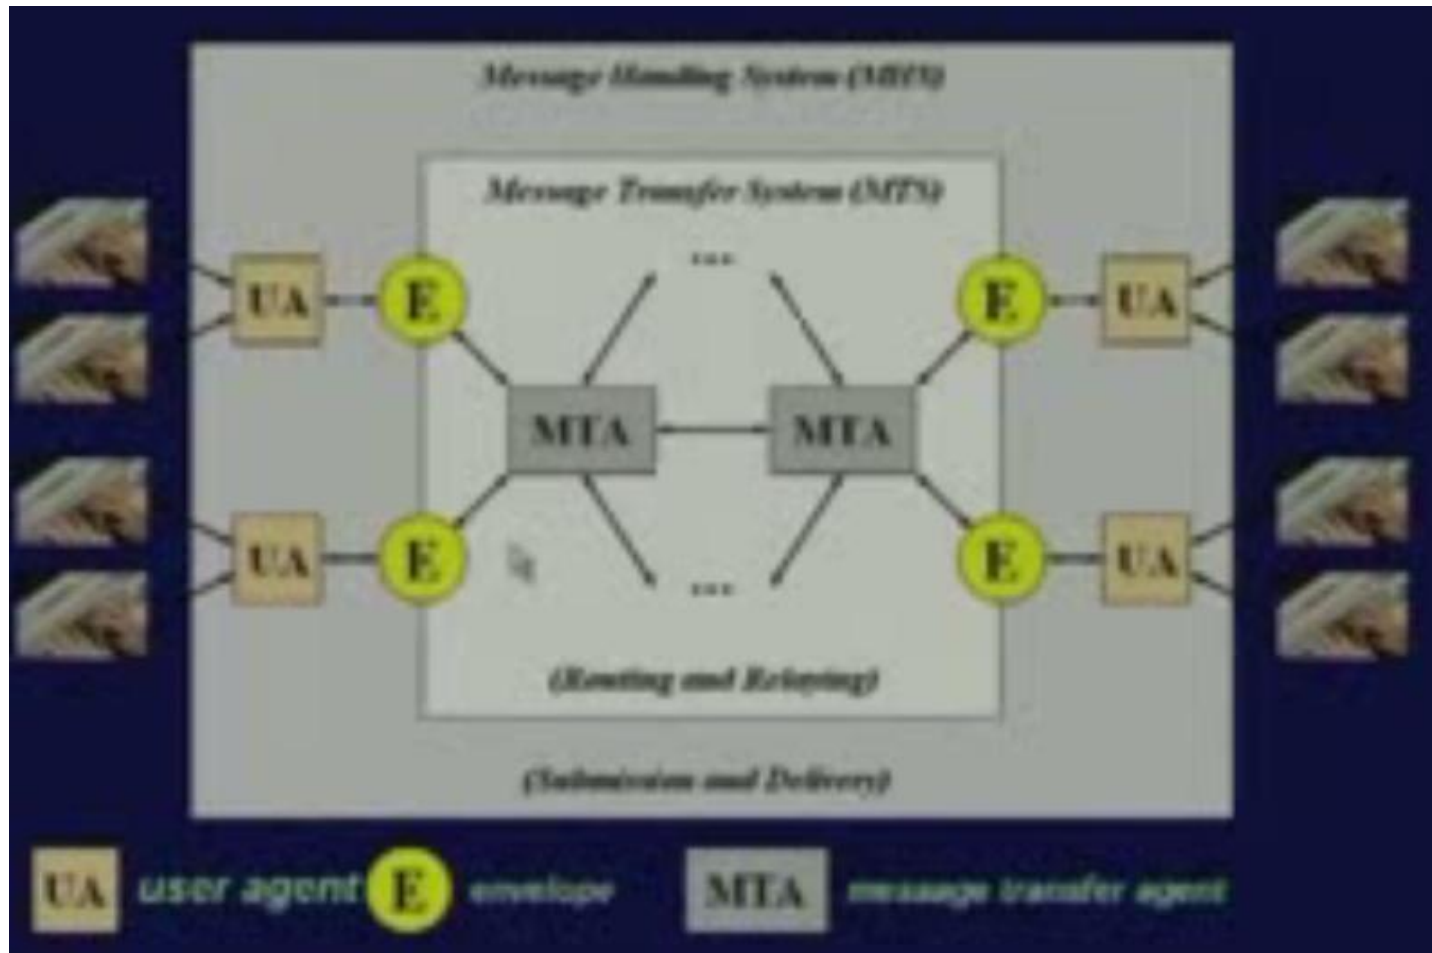 Message Handling System (MHS)
Message Transfer System (MTS)
...
UA E E UA
MTA MTA
UA E E UA
...
(Routing and Relaying)
(Submission and Delivery)
UA user agent E envelope MTA message transfer agent